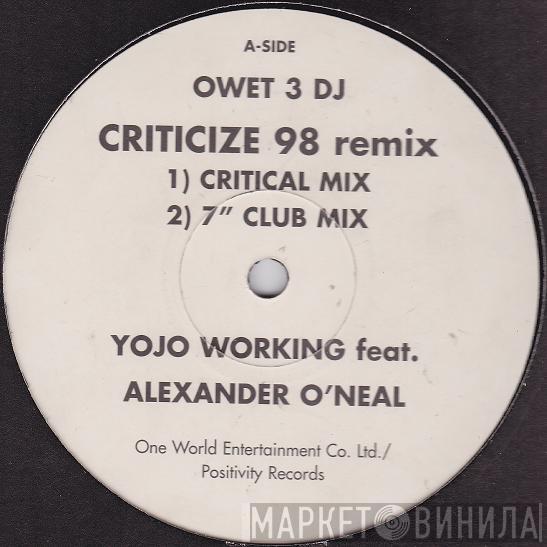 A-SIDE
OWET 3 DJ
CRITICIZE 98 remix
1) CRITICAL MIX
2) 7" CLUB MIX
YOJO WORKING feat.
ALEXANDER O'NEAL
One World Entertainment Co. Ltd./
Positivity Records
МАРКЕТ ВИНИЛА